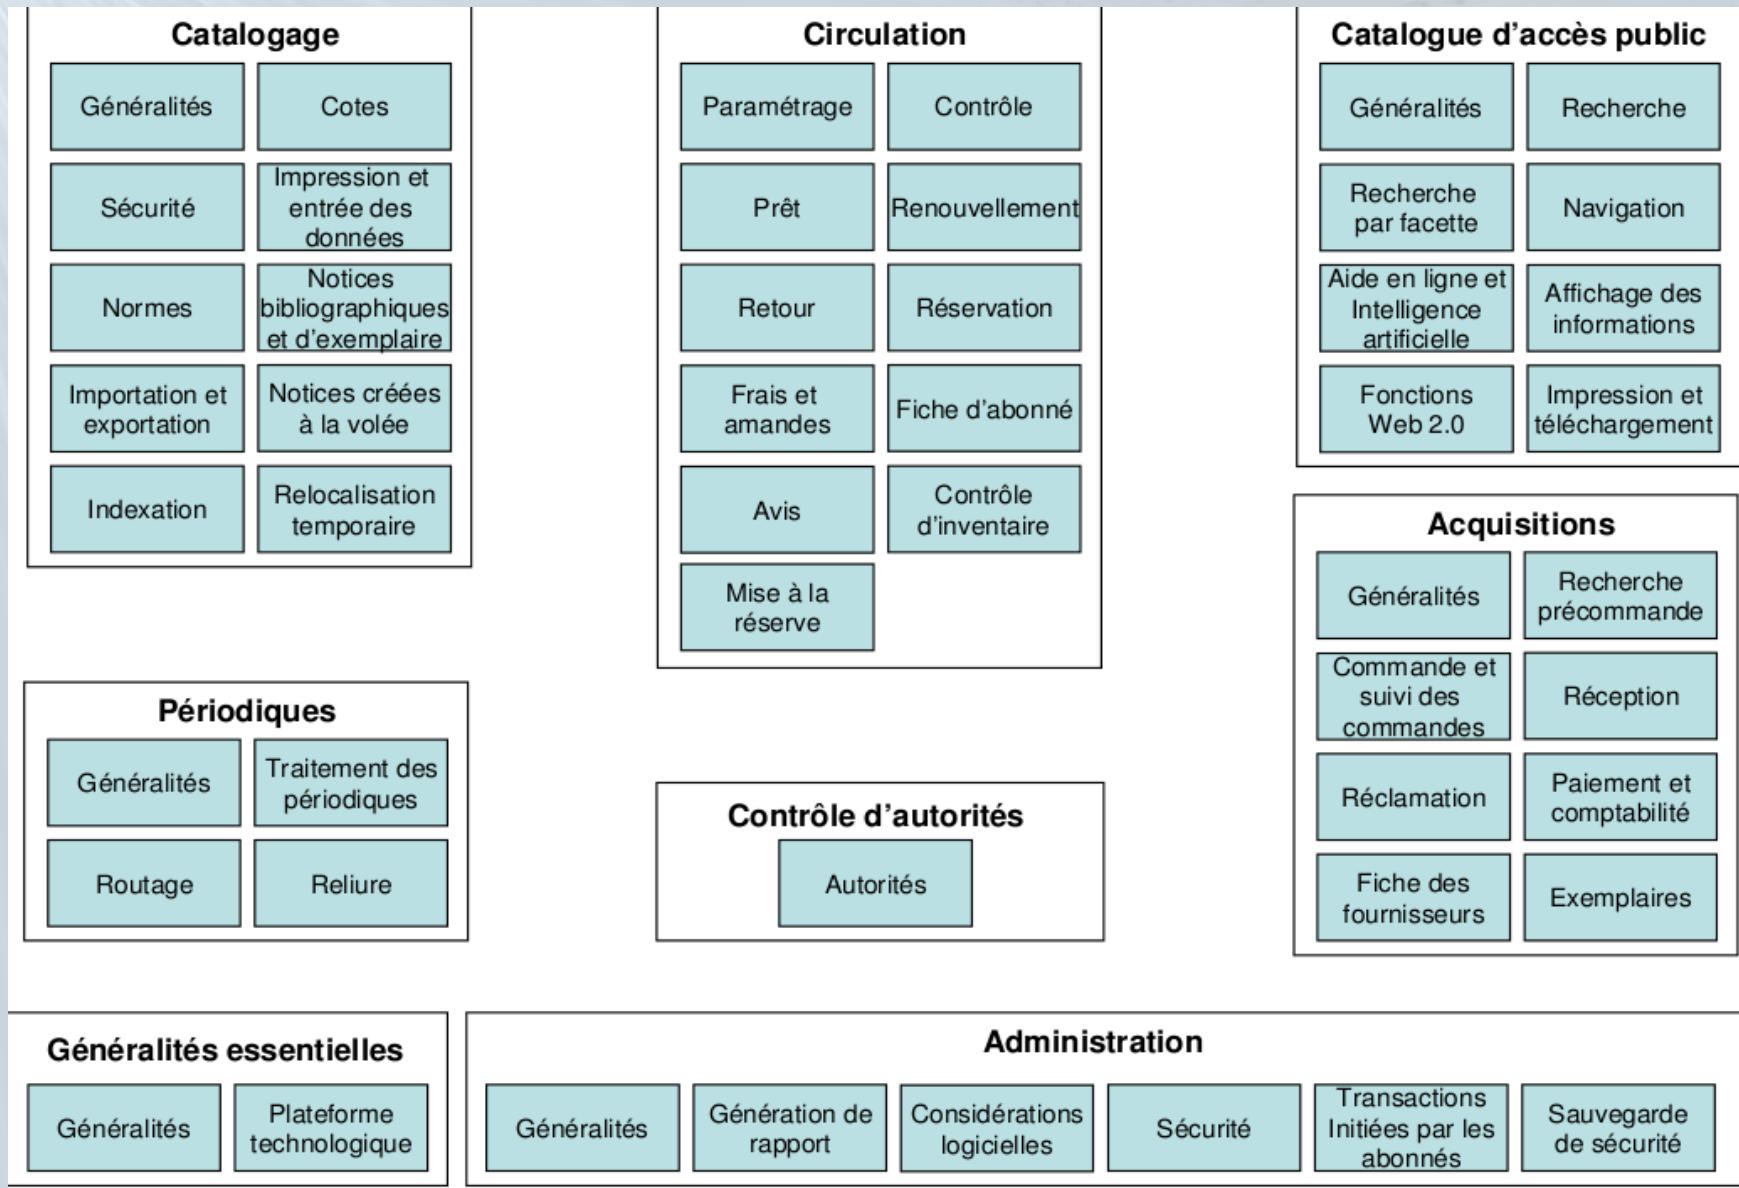 Catalogage
Généralités
Cotes
Sécurité
Impression et
entrée des
données
Normes
Notices
bibliographiques
et d'exemplaire
Importation et
exportation
Notices créées
à la volée
Indexation
Relocalisation
temporaire
Circulation
Paramétrage
Contrôle
Prêt
Renouvellement
Retour
Réservation
Frais et
amandes
Fiche d'abonné
Avis
Contrôle
d'inventaire
Mise à la
réserve
Catalogue d'accès public
Généralités
Recherche
Recherche
par facette
Navigation
Aide en ligne et
Intelligence
artificielle
Affichage des
informations
Fonctions
Web 2.0
Impression et
téléchargement
Acquisitions
Généralités
Recherche
précommande
Commande et
suivi des
commandes
Réception
Réclamation
Paiement et
comptabilité
Fiche des
fournisseurs
Exemplaires
Périodiques
Généralités
Traitement des
périodiques
Routage
Reliure
Contrôle d'autorités
Autorités
Généralités essentielles
Généralités
Plateforme
technologique
Administration
Généralités
Génération de
rapport
Considérations
logicielles
Sécurité
Transactions
Initiées par les
abonnés
Sauvegarde
de sécurité